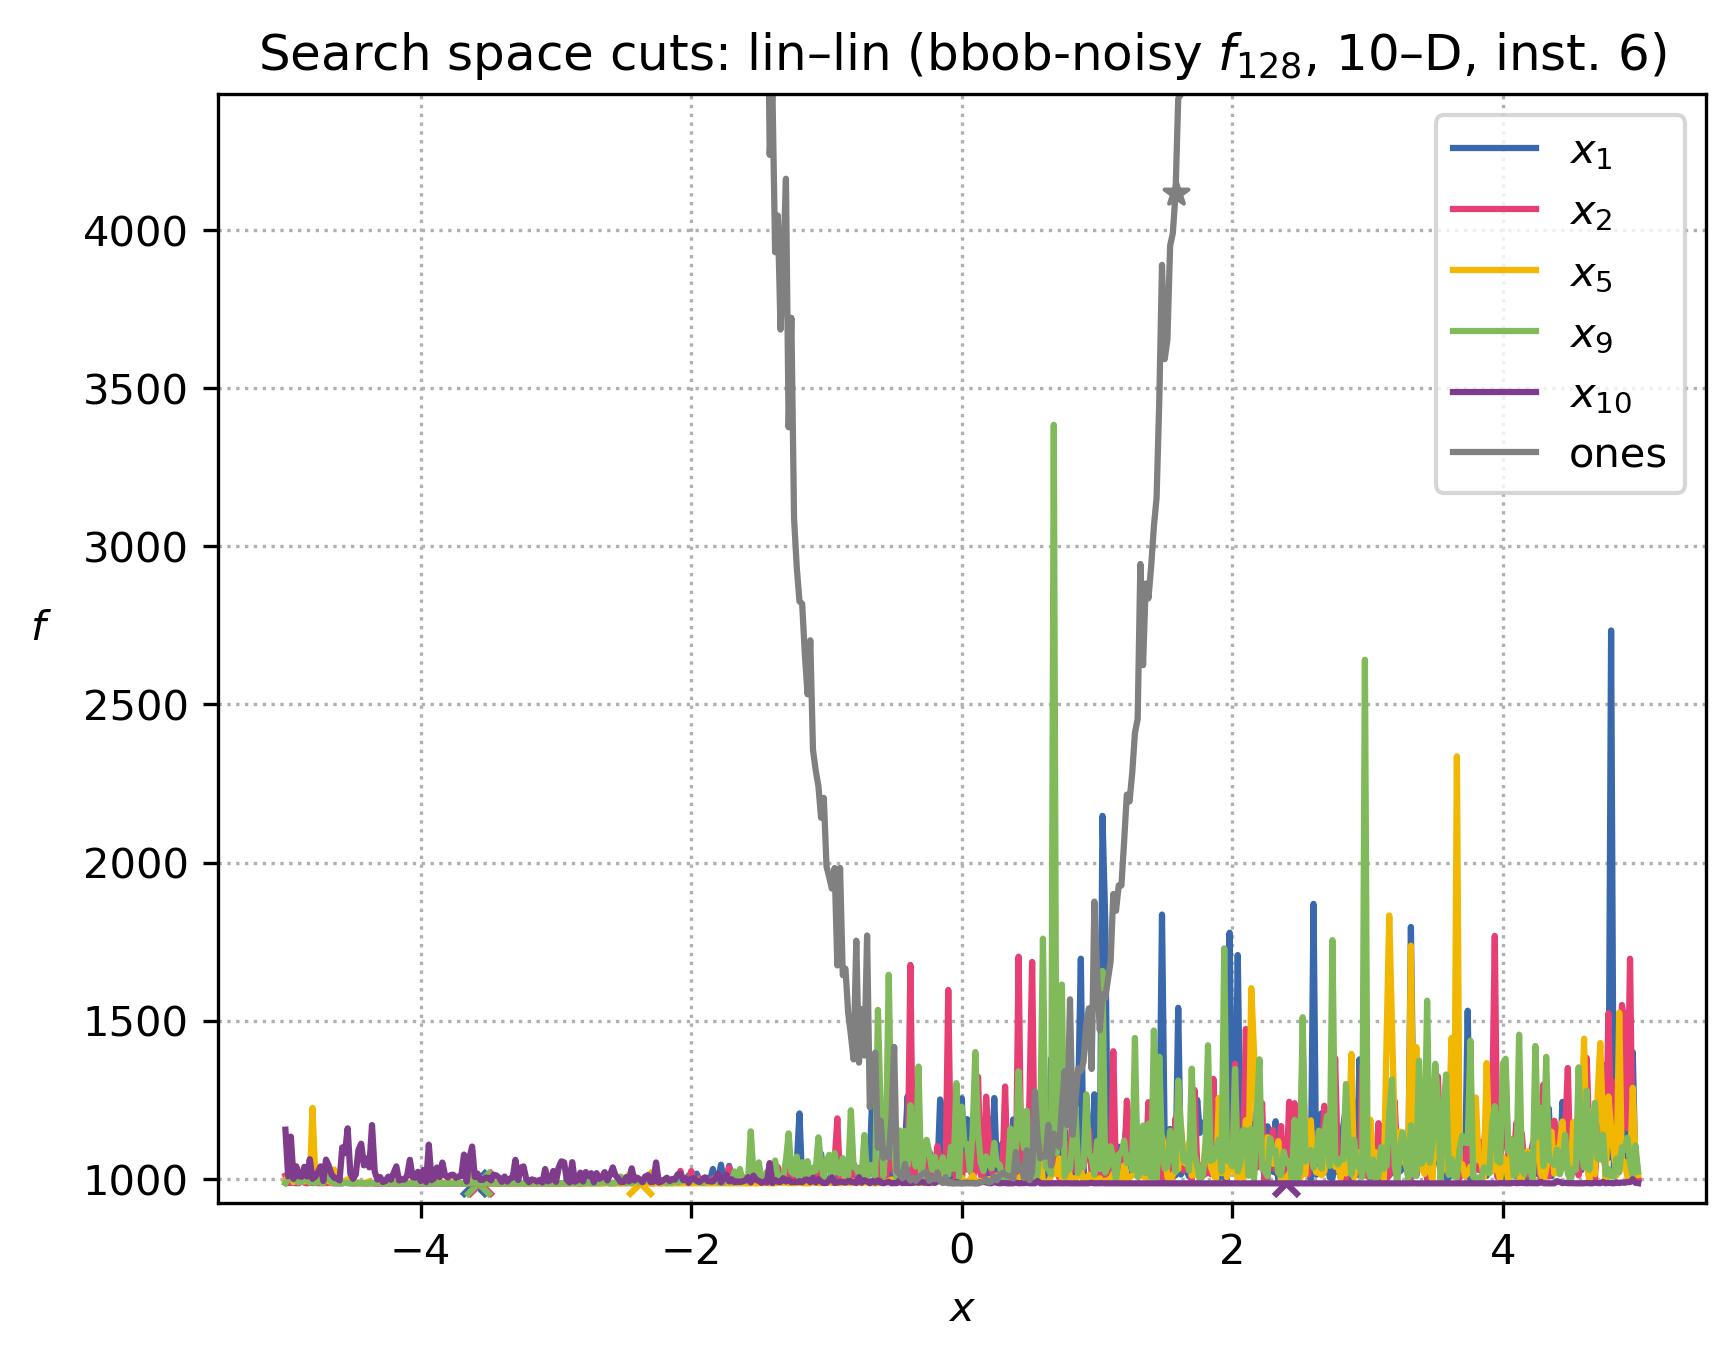 Search space cuts: lin–lin (bbob-noisy f₁₂₈, 10–D, inst. 6)
x₁
x₂
x₅
x₉
x₁₀
ones
4000
3500
3000
2500
2000
1500
1000
f
−4 −2 0 2 4
x